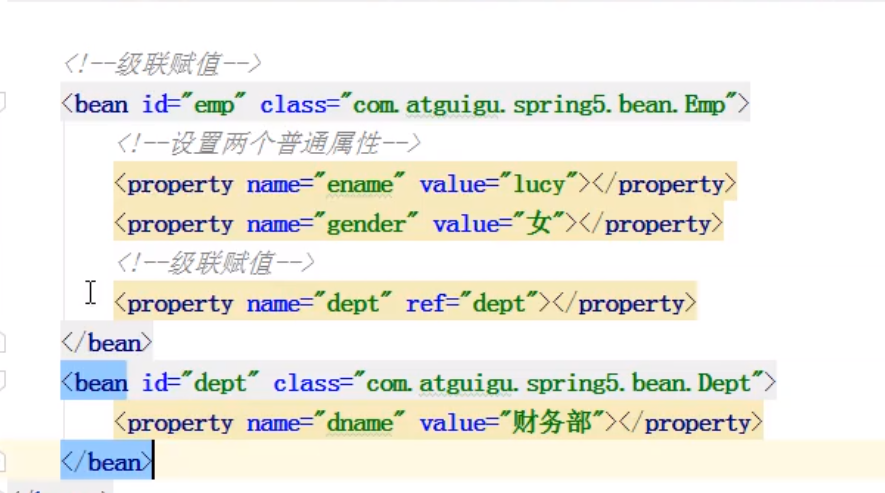 <!--级联赋值-->
<bean id="emp" class="com.atguigu.spring5.bean.Emp">
<!--设置两个普通属性-->
<property name="ename" value="lucy"></property>
<property name="gender" value="女"></property>
<!--级联赋值-->
<property name="dept" ref="dept"></property>
</bean>
<bean id="dept" class="com.atguigu.spring5.bean.Dept">
<property name="dname" value="财务部"></property>
</bean>